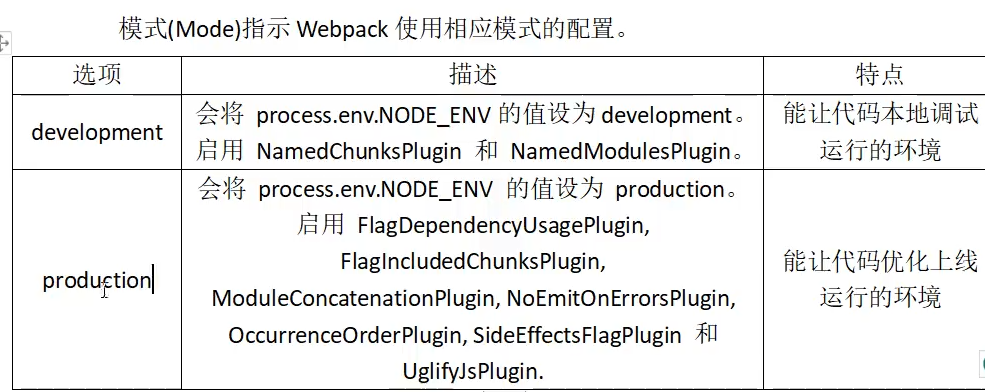 模式(Mode)指示 Webpack 使用相应模式的配置。
选项 描述 特点
development
会将 process.env.NODE_ENV 的值设为 development。
启用 NamedChunksPlugin 和 NamedModulesPlugin。
能让代码本地调试
运行的环境
production
会将 process.env.NODE_ENV 的值设为 production。
启用 FlagDependencyUsagePlugin,
FlagIncludedChunksPlugin,
ModuleConcatenationPlugin, NoEmitOnErrorsPlugin,
OccurrenceOrderPlugin, SideEffectsFlagPlugin 和
UglifyJsPlugin.
能让代码优化上线
运行的环境